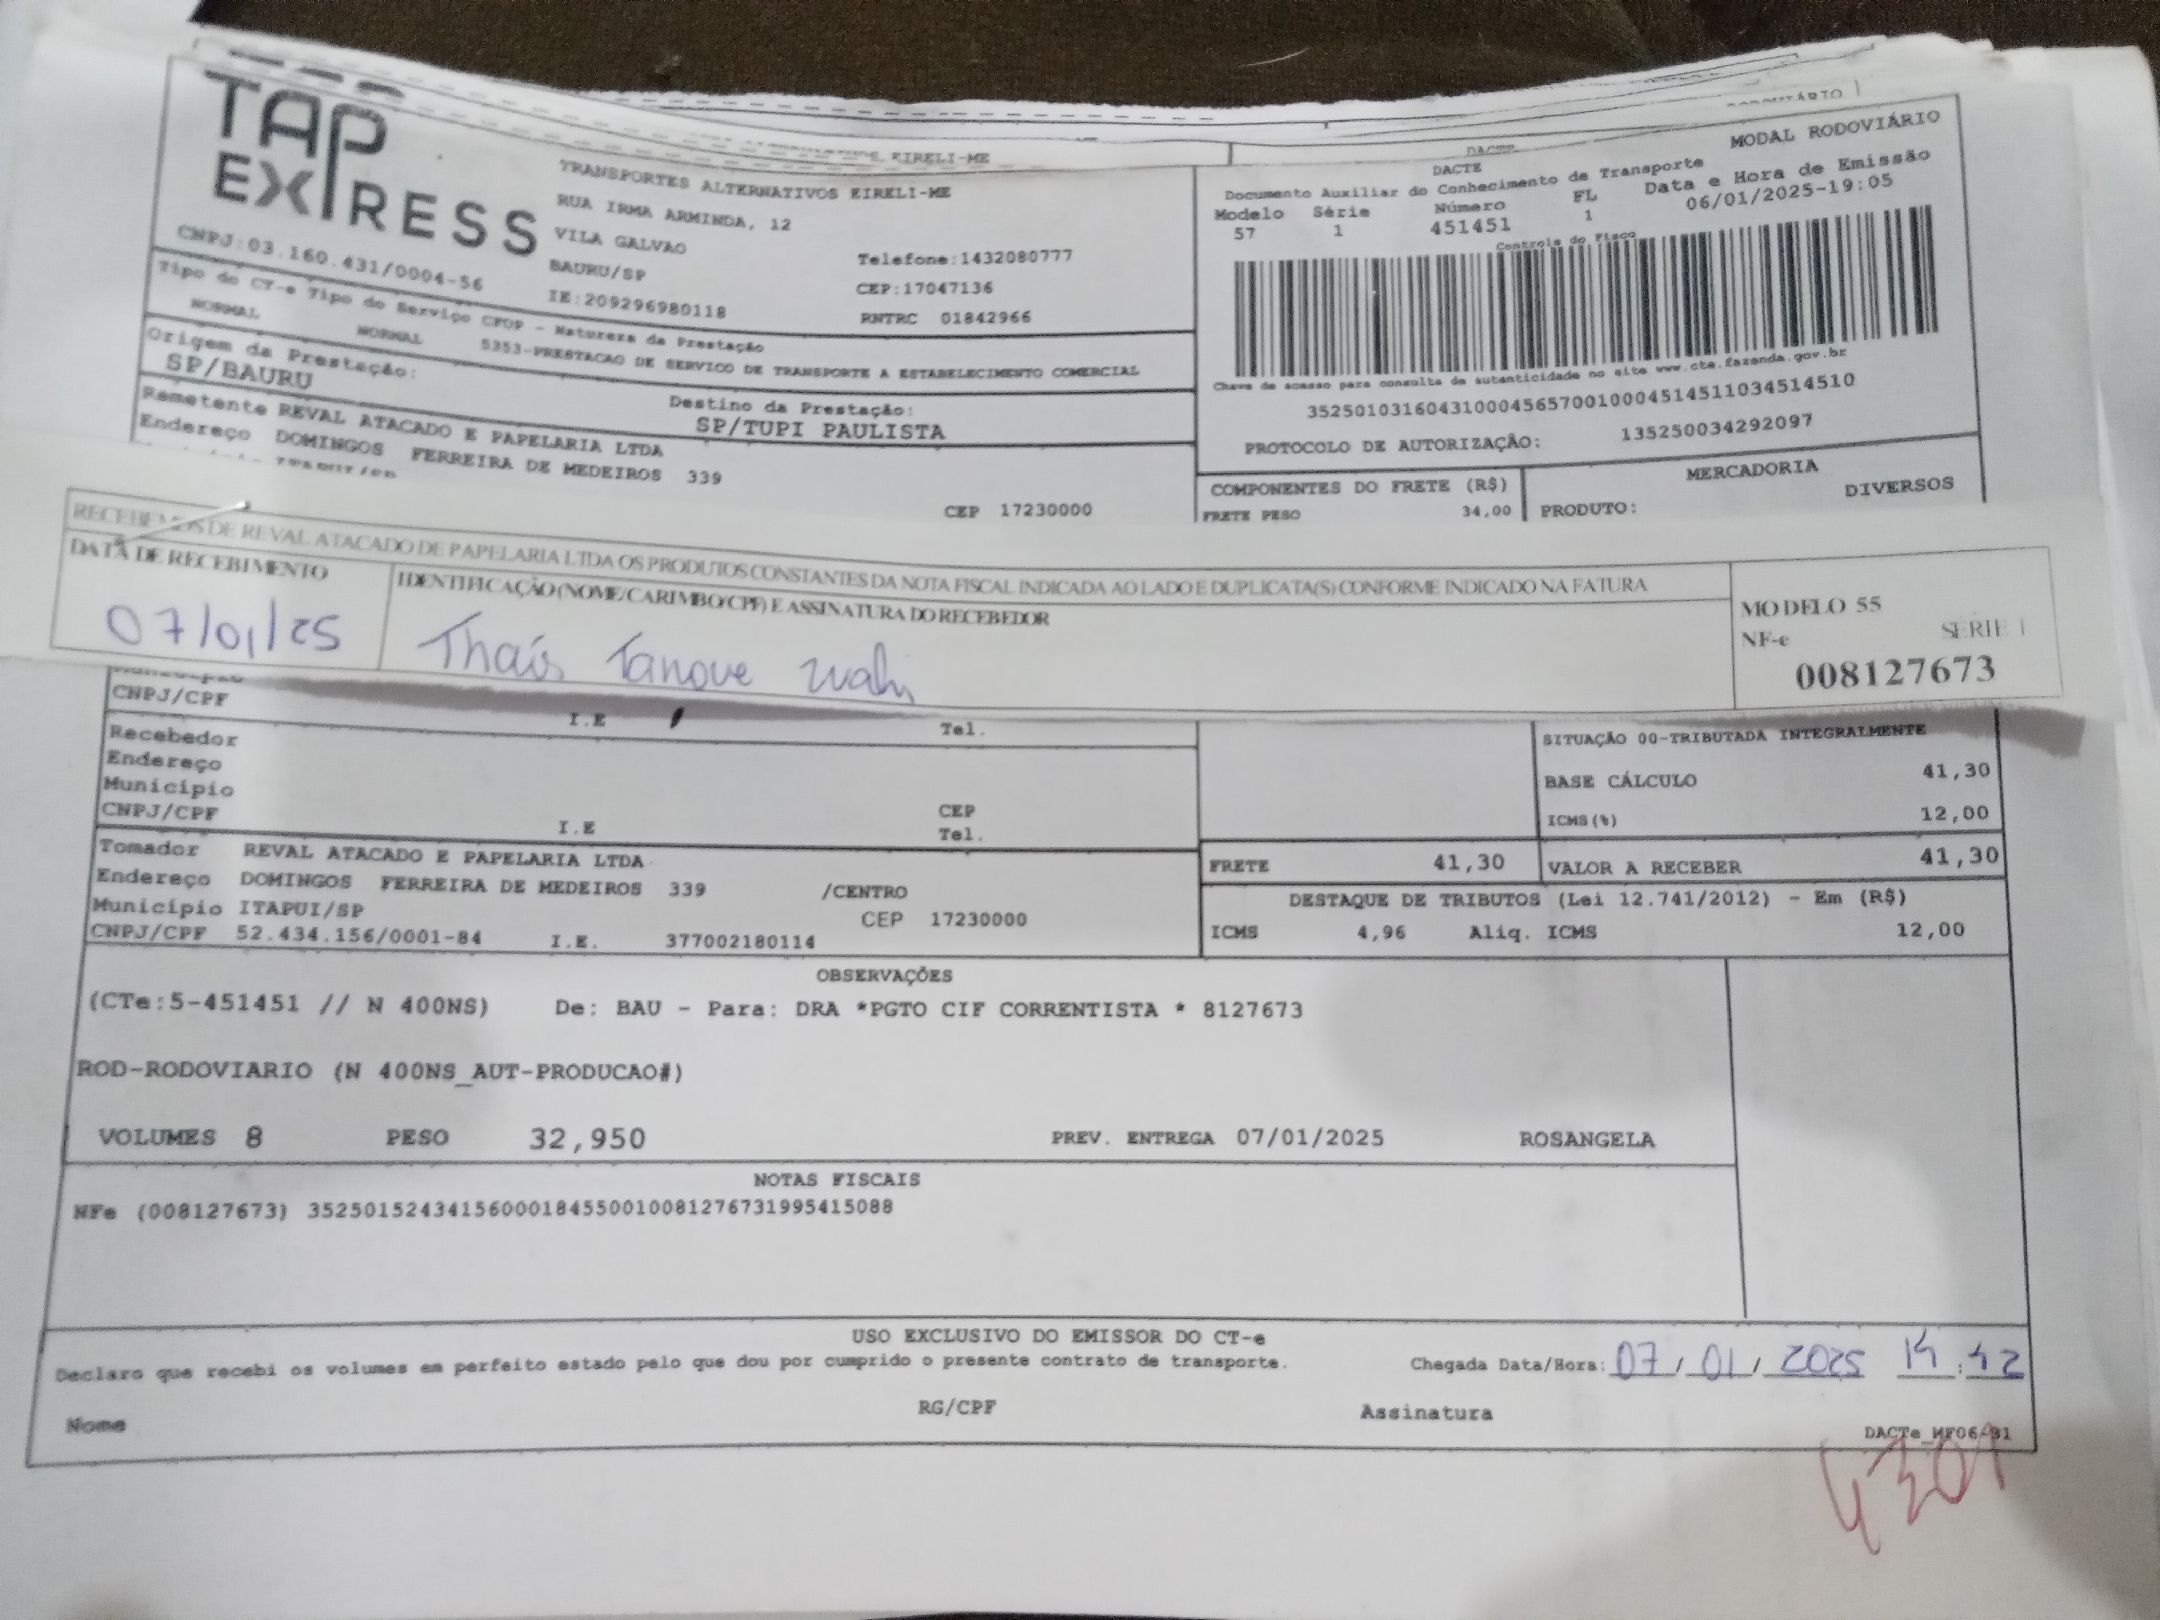 TAP
EXPRESS
EIRELI-ME
TRANSPORTES ALTERNATIVOS EIRELI-ME
RUA IRMA ARMINDA, 12
VILA GALVAO
BAURU/SP
IE:209296980118
Telefone:1432080777
CEP:17047136
RNTRC 01842966
CNPJ:03.160.431/0004-56
Tipo do CT-e Tipo do Serviço CFOP - Natureza da Prestação
NORMAL NORMAL 5353-PRESTACAO DE SERVICO DE TRANSPORTE A ESTABELECIMENTO COMERCIAL
Origem da Prestação:
SP/BAURU
Destino da Prestação:
SP/TUPI PAULISTA
Remetente REVAL ATACADO E PAPELARIA LTDA
Endereço DOMINGOS FERREIRA DE MEDEIROS 339
CEP 17230000
MODAL RODOVIÁRIO
DACTE
Documento Auxiliar do Conhecimento de Transporte
Modelo Série Número FL Data e Hora de Emissão
57 1 451451 1 06/01/2025-19:05
Controle do Fisco
Chave de acesso para consulta de autenticidade no site www.cte.fazenda.gov.br
35250103160431000456570010004514511034514510
PROTOCOLO DE AUTORIZAÇÃO: 135250034292097
COMPONENTES DO FRETE (R$)
FRETE PESO 34,00
MERCADORIA
PRODUTO: DIVERSOS
RECEBEMOS DE REVAL ATACADO DE PAPELARIA LTDA OS PRODUTOS CONSTANTES DA NOTA FISCAL INDICADA AO LADO E DUPLICATA(S) CONFORME INDICADO NA FATURA
DATA DE RECEBIMENTO
07/01/25
IDENTIFICAÇÃO (NOME/CARIMBO/CPF) E ASSINATURA DO RECEBEDOR
Thaís
MODELO 55
NF-e SÉRIE 1
008127673
CNPJ/CPF I.E Tel.
Recebedor
Endereço
Município CEP
CNPJ/CPF I.E Tel.
SITUAÇÃO 00-TRIBUTADA INTEGRALMENTE
BASE CÁLCULO 41,30
ICMS(%) 12,00
Tomador REVAL ATACADO E PAPELARIA LTDA
Endereço DOMINGOS FERREIRA DE MEDEIROS 339 /CENTRO
Município ITAPUI/SP CEP 17230000
CNPJ/CPF 52.434.156/0001-84 I.E. 377002180114
FRETE 41,30 VALOR A RECEBER 41,30
DESTAQUE DE TRIBUTOS (Lei 12.741/2012) - Em (R$)
ICMS 4,96 Aliq. ICMS 12,00
OBSERVAÇÕES
(CTe:5-451451 // N 400NS) De: BAU - Para: DRA *PGTO CIF CORRENTISTA * 8127673
ROD-RODOVIARIO (N 400NS_AUT-PRODUCAO#)
VOLUMES 8 PESO 32,950 PREV. ENTREGA 07/01/2025 ROSANGELA
NOTAS FISCAIS
NFe (008127673) 35250152434156000184550010081276731995415088
USO EXCLUSIVO DO EMISSOR DO CT-e
Declaro que recebi os volumes em perfeito estado pelo que dou por cumprido o presente contrato de transporte.
Chegada Data/Hora: 07/01/2025 14:42
Nome RG/CPF Assinatura